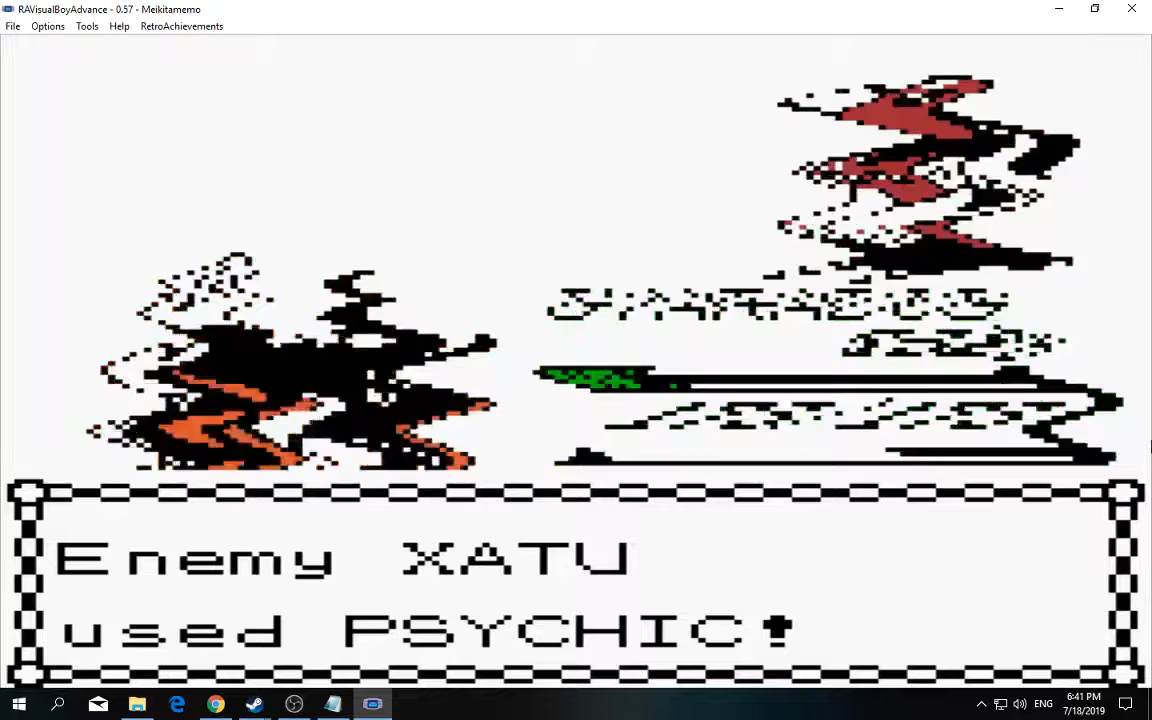 RAVisualBoyAdvance - 0.57 - Meikitamemo
File Options Tools Help RetroAchievements
Enemy XATU
used PSYCHIC!
ENG
6:41 PM
7/18/2019